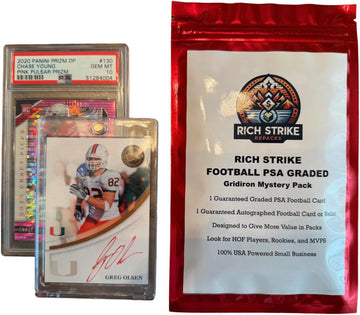 2020 PANINI PRIZM DP #130
CHASE YOUNG GEM MT
PINK PULSAR PRIZM 10
PSA 51284004
82
GREG OLSEN
RICH STRIKE
REPACKS
RICH STRIKE
FOOTBALL PSA GRADED
Gridiron Mystery Pack
1 Guaranteed Graded PSA Football Card
1 Guaranteed Autographed Football Card or Relic
Designed to Give More Value in Packs
Look for HOF Players, Rookies, and MVPS
100% USA Powered Small Business